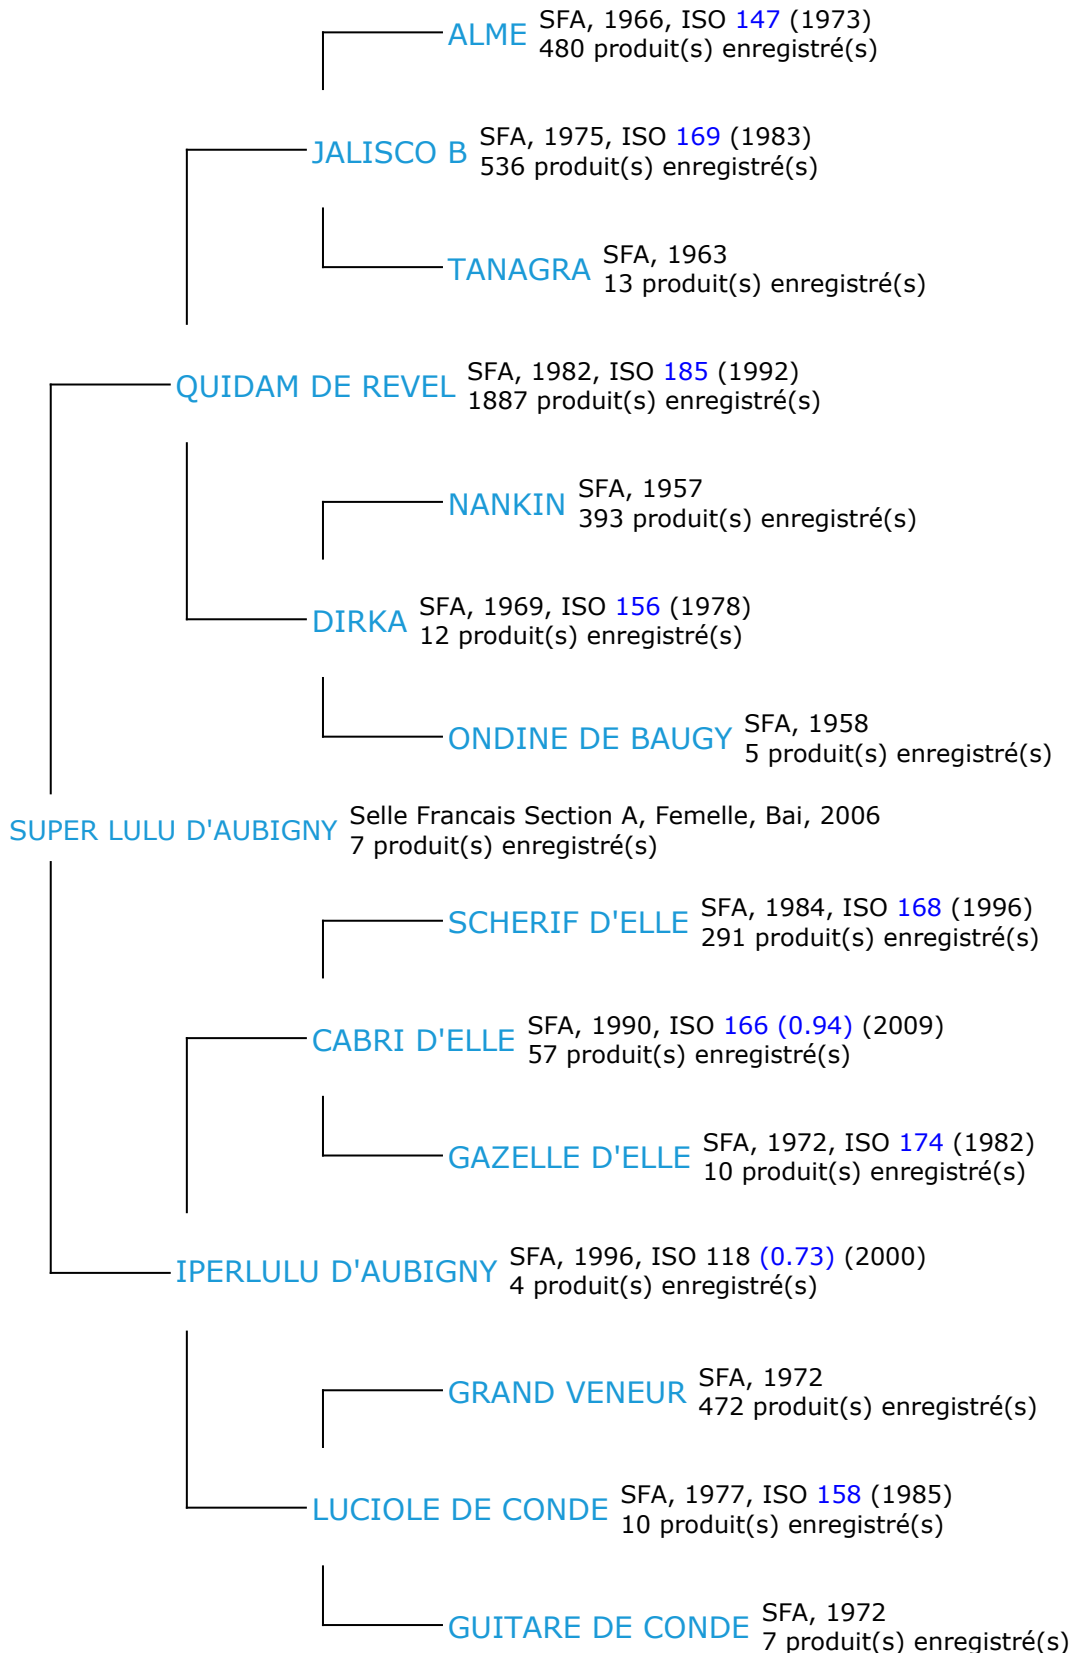 ALME SFA, 1966, ISO 147 (1973)
480 produit(s) enregistré(s)
JALISCO B SFA, 1975, ISO 169 (1983)
536 produit(s) enregistré(s)
TANAGRA SFA, 1963
13 produit(s) enregistré(s)
QUIDAM DE REVEL SFA, 1982, ISO 185 (1992)
1887 produit(s) enregistré(s)
NANKIN SFA, 1957
393 produit(s) enregistré(s)
DIRKA SFA, 1969, ISO 156 (1978)
12 produit(s) enregistré(s)
ONDINE DE BAUGY SFA, 1958
5 produit(s) enregistré(s)
SUPER LULU D'AUBIGNY Selle Francais Section A, Femelle, Bai, 2006
7 produit(s) enregistré(s)
SCHERIF D'ELLE SFA, 1984, ISO 168 (1996)
291 produit(s) enregistré(s)
CABRI D'ELLE SFA, 1990, ISO 166 (0.94) (2009)
57 produit(s) enregistré(s)
GAZELLE D'ELLE SFA, 1972, ISO 174 (1982)
10 produit(s) enregistré(s)
IPERLULU D'AUBIGNY SFA, 1996, ISO 118 (0.73) (2000)
4 produit(s) enregistré(s)
GRAND VENEUR SFA, 1972
472 produit(s) enregistré(s)
LUCIOLE DE CONDE SFA, 1977, ISO 158 (1985)
10 produit(s) enregistré(s)
GUITARE DE CONDE SFA, 1972
7 produit(s) enregistré(s)